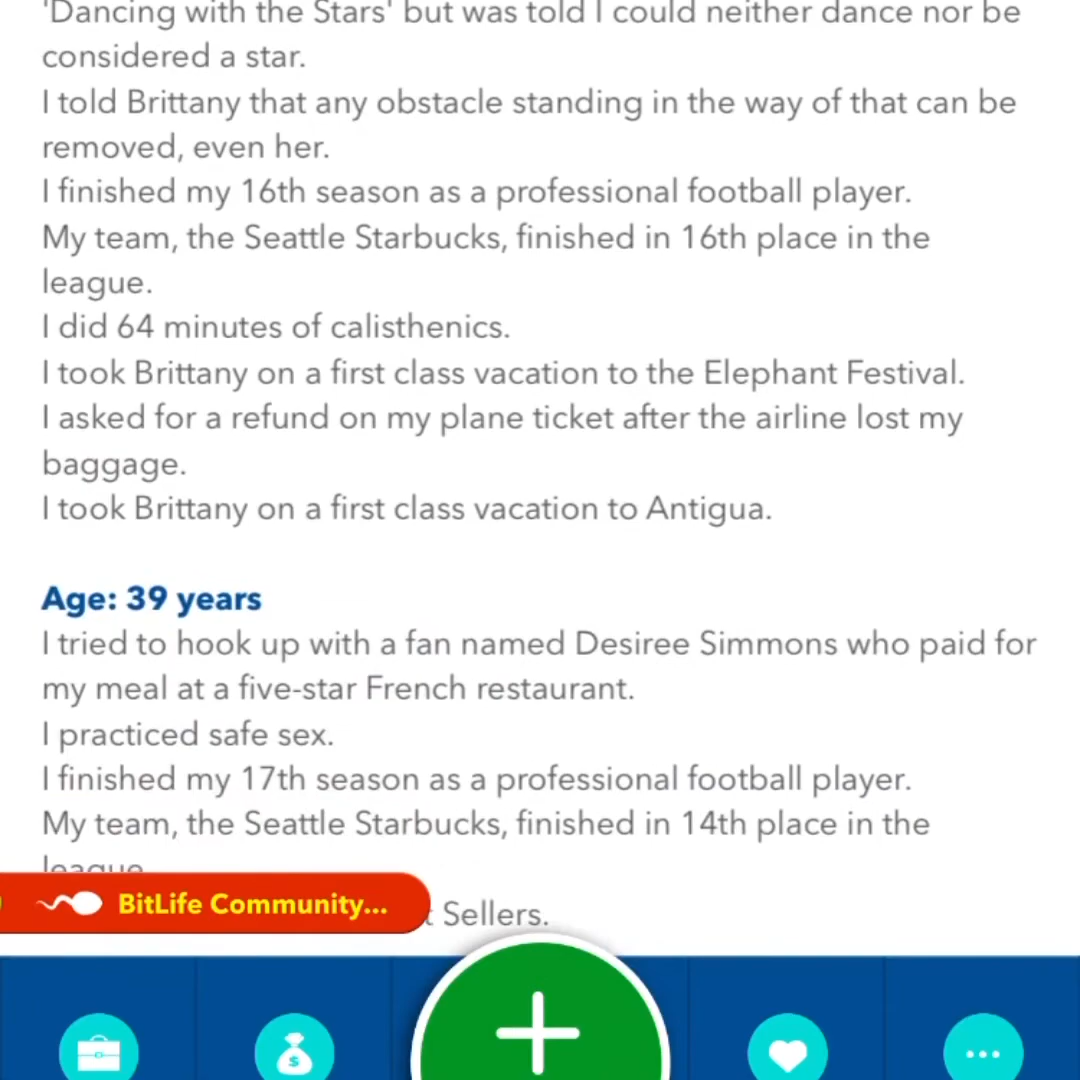 'Dancing with the Stars' but was told I could neither dance nor be
considered a star.
I told Brittany that any obstacle standing in the way of that can be
removed, even her.
I finished my 16th season as a professional football player.
My team, the Seattle Starbucks, finished in 16th place in the
league.
I did 64 minutes of calisthenics.
I took Brittany on a first class vacation to the Elephant Festival.
I asked for a refund on my plane ticket after the airline lost my
baggage.
I took Brittany on a first class vacation to Antigua.
Age: 39 years
I tried to hook up with a fan named Desiree Simmons who paid for
my meal at a five-star French restaurant.
I practiced safe sex.
I finished my 17th season as a professional football player.
My team, the Seattle Starbucks, finished in 14th place in the
league.
BitLife Community...
Sellers.